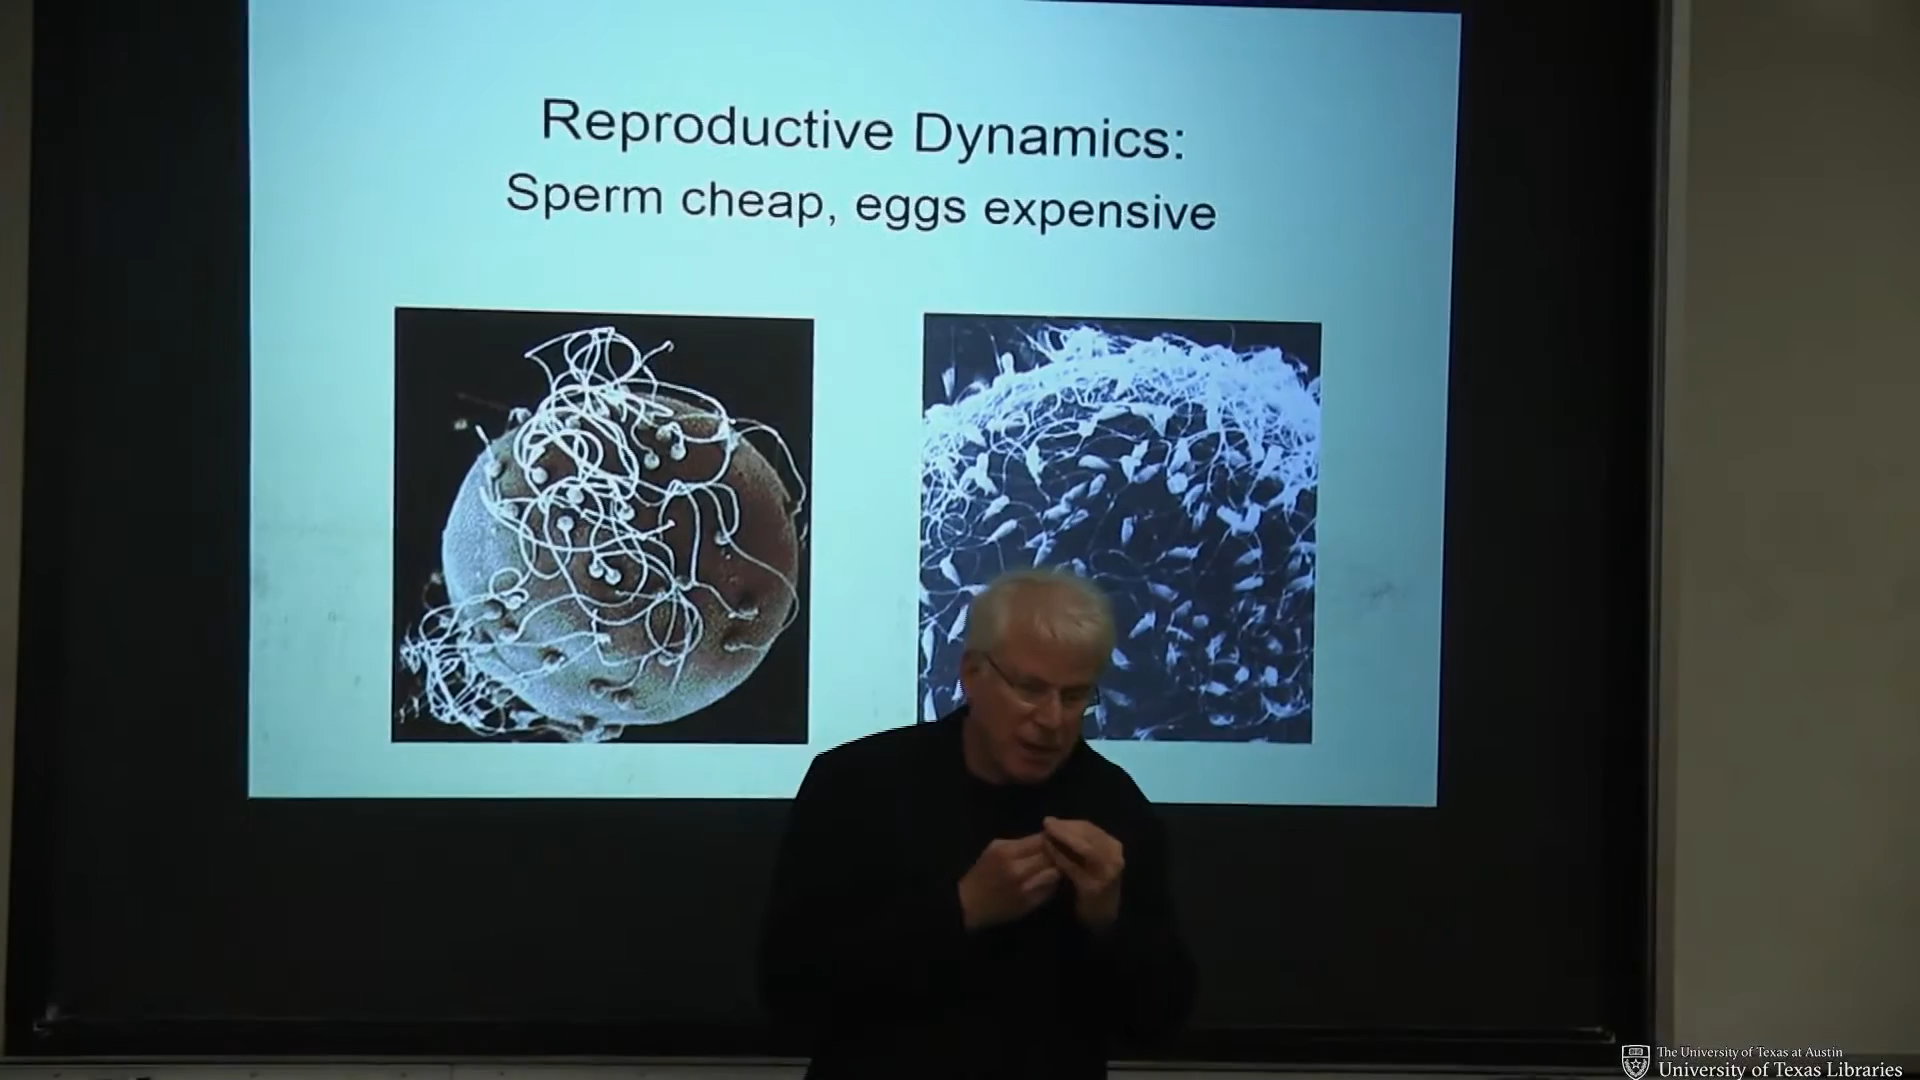 Reproductive Dynamics:
Sperm cheap, eggs expensive
The University of Texas at Austin
University of Texas Libraries